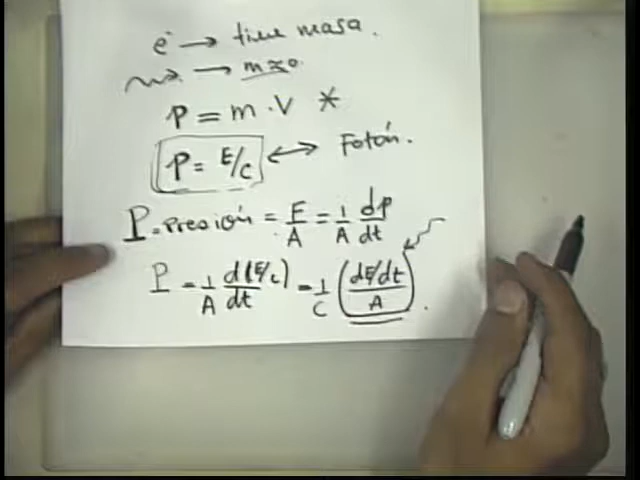 e⁻ → tiene masa.
→ m≈0
p = m · V *
p = E/c ↔ Fotón.
P = Presión = F/A = 1/A dp/dt
P = 1/A d(E/c)/dt = 1/c (dE/dt / A).